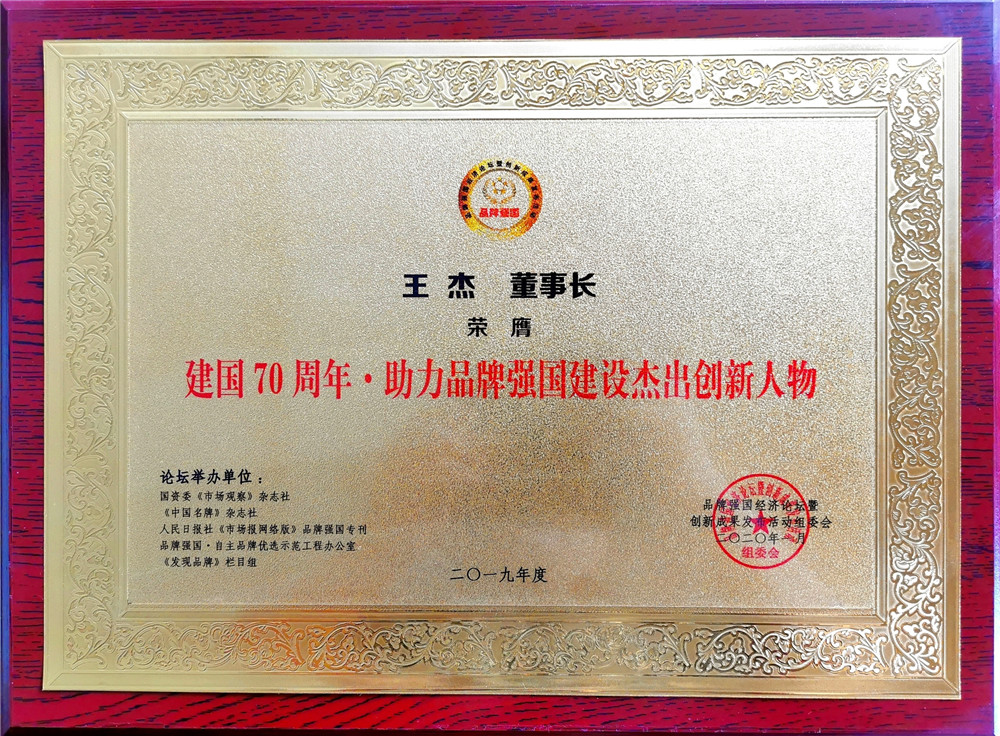 品牌强国
王杰 董事长
荣膺
建国70周年·助力品牌强国建设杰出创新人物
论坛举办单位：
国资委《市场观察》杂志社
《中国名牌》杂志社
人民日报社《市场报网络版》品牌强国专刊
品牌强国·自主品牌优选示范工程办公室
《发现品牌》栏目组
二〇一九年度
品牌强国经济论坛暨
创新成果发布活动组委会
二〇二〇年一月
组委会